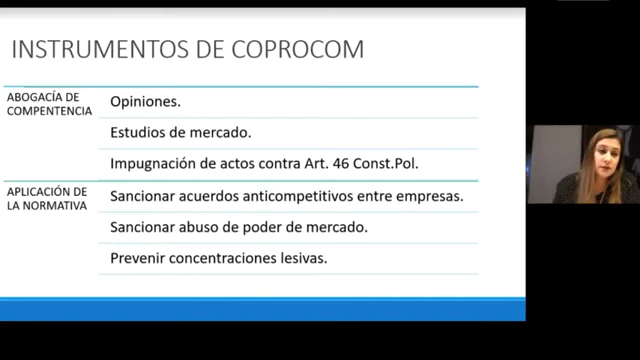 INSTRUMENTOS DE COPROCOM
ABOGACÍA DE
COMPENTENCIA
Opiniones.
Estudios de mercado.
Impugnación de actos contra Art. 46 Const.Pol.
APLICACIÓN DE
LA NORMATIVA
Sancionar acuerdos anticompetitivos entre empresas.
Sancionar abuso de poder de mercado.
Prevenir concentraciones lesivas.